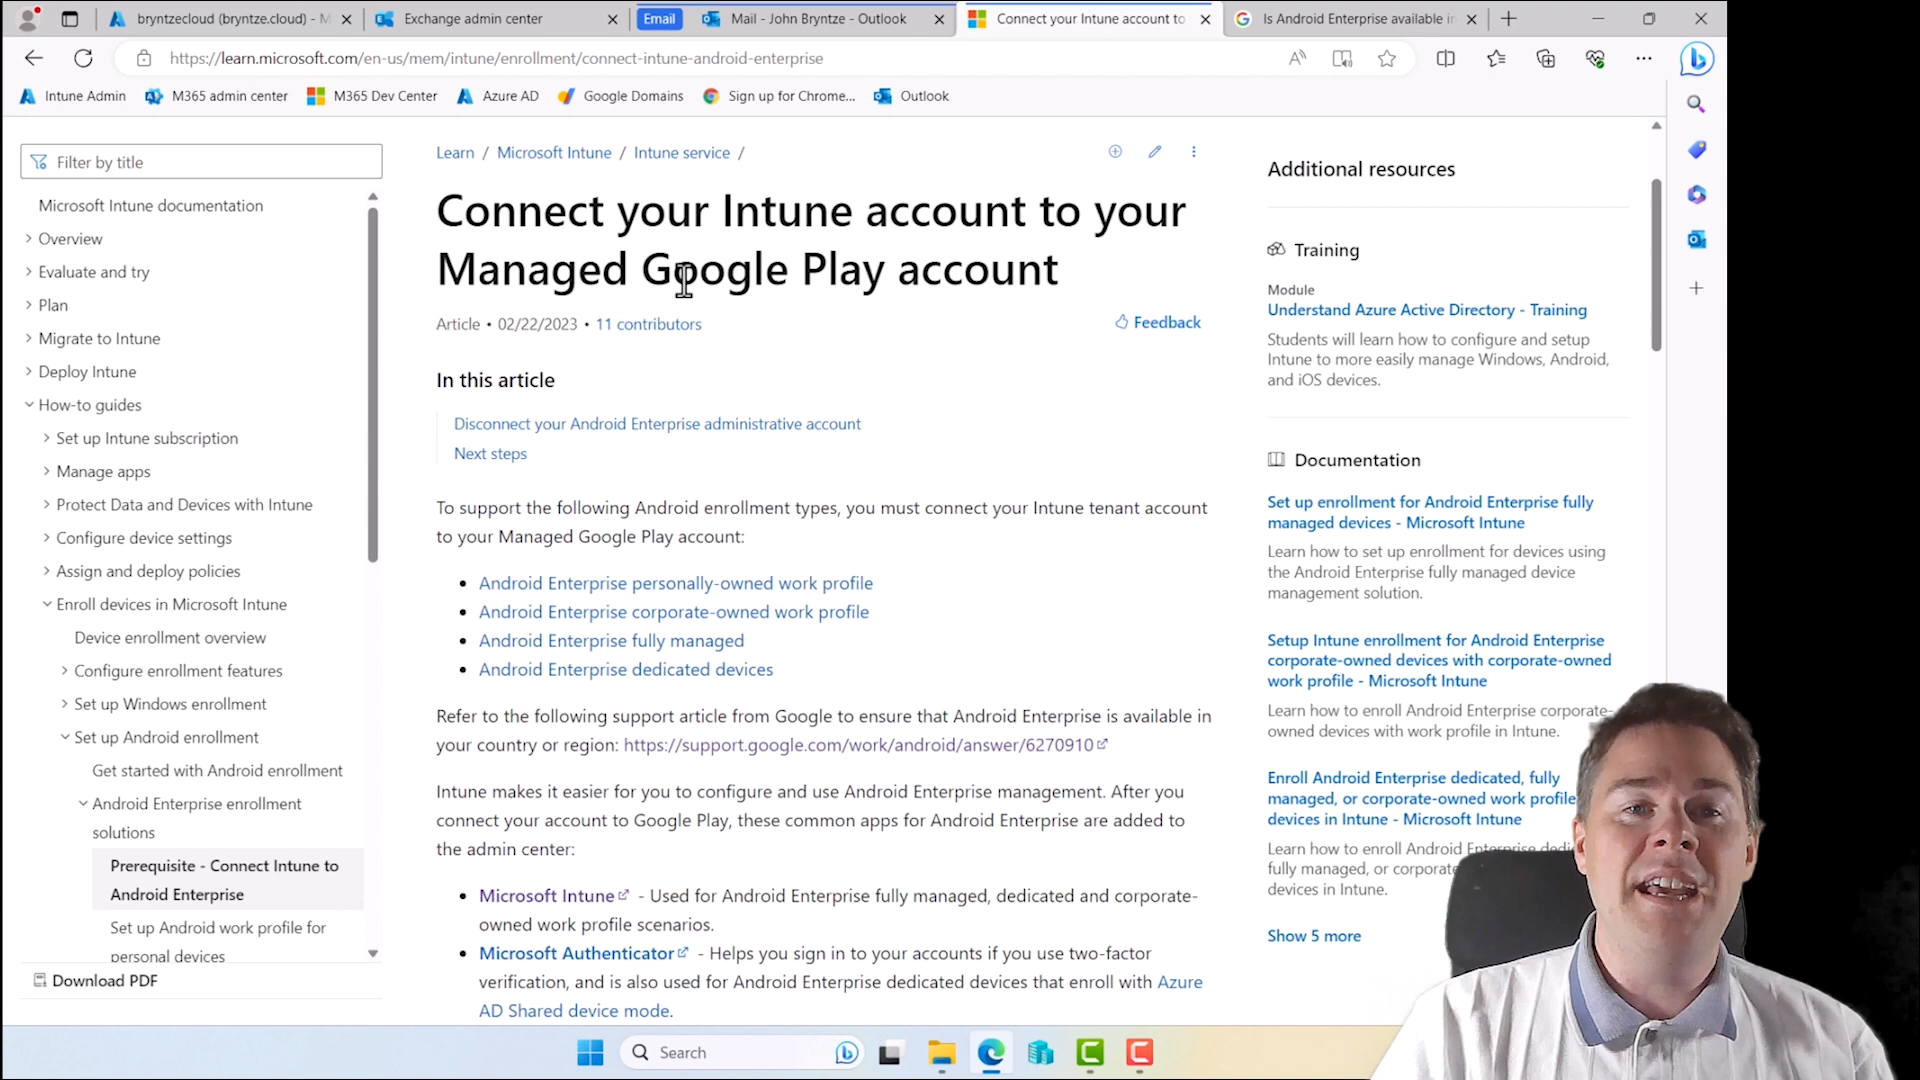 bryntzecloud (bryntze.cloud) - M
Exchange admin center
Email
Mail - John Bryntze - Outlook
Connect your Intune account to
Is Android Enterprise available in
https://learn.microsoft.com/en-us/mem/intune/enrollment/connect-intune-android-enterprise
Intune Admin
M365 admin center
M365 Dev Center
Azure AD
Google Domains
Sign up for Chrome...
Outlook
Filter by title
Microsoft Intune documentation
Overview
Evaluate and try
Plan
Migrate to Intune
Deploy Intune
How-to guides
Set up Intune subscription
Manage apps
Protect Data and Devices with Intune
Configure device settings
Assign and deploy policies
Enroll devices in Microsoft Intune
Device enrollment overview
Configure enrollment features
Set up Windows enrollment
Set up Android enrollment
Get started with Android enrollment
Android Enterprise enrollment
solutions
Prerequisite - Connect Intune to
Android Enterprise
Set up Android work profile for
personal devices
Download PDF
Learn / Microsoft Intune / Intune service /
Connect your Intune account to your
Managed Google Play account
Article • 02/22/2023 • 11 contributors
Feedback
In this article
Disconnect your Android Enterprise administrative account
Next steps
To support the following Android enrollment types, you must connect your Intune tenant account
to your Managed Google Play account:
• Android Enterprise personally-owned work profile
• Android Enterprise corporate-owned work profile
• Android Enterprise fully managed
• Android Enterprise dedicated devices
Refer to the following support article from Google to ensure that Android Enterprise is available in
your country or region: https://support.google.com/work/android/answer/6270910
Intune makes it easier for you to configure and use Android Enterprise management. After you
connect your account to Google Play, these common apps for Android Enterprise are added to
the admin center:
• Microsoft Intune - Used for Android Enterprise fully managed, dedicated and corporate-
owned work profile scenarios.
• Microsoft Authenticator - Helps you sign in to your accounts if you use two-factor
verification, and is also used for Android Enterprise dedicated devices that enroll with Azure
AD Shared device mode.
Additional resources
Training
Module
Understand Azure Active Directory - Training
Students will learn how to configure and setup
Intune to more easily manage Windows, Android,
and iOS devices.
Documentation
Set up enrollment for Android Enterprise fully
managed devices - Microsoft Intune
Learn how to set up enrollment for devices using
the Android Enterprise fully managed device
management solution.
Setup Intune enrollment for Android Enterprise
corporate-owned devices with corporate-owned
work profile - Microsoft Intune
Learn how to enroll Android Enterprise corporate-
owned devices with work profile in Intune.
Enroll Android Enterprise dedicated, fully
managed, or corporate-owned work profile
devices in Intune - Microsoft Intune
Learn how to enroll Android Enterprise
fully managed, or corporate
devices in Intune.
Show 5 more
Search